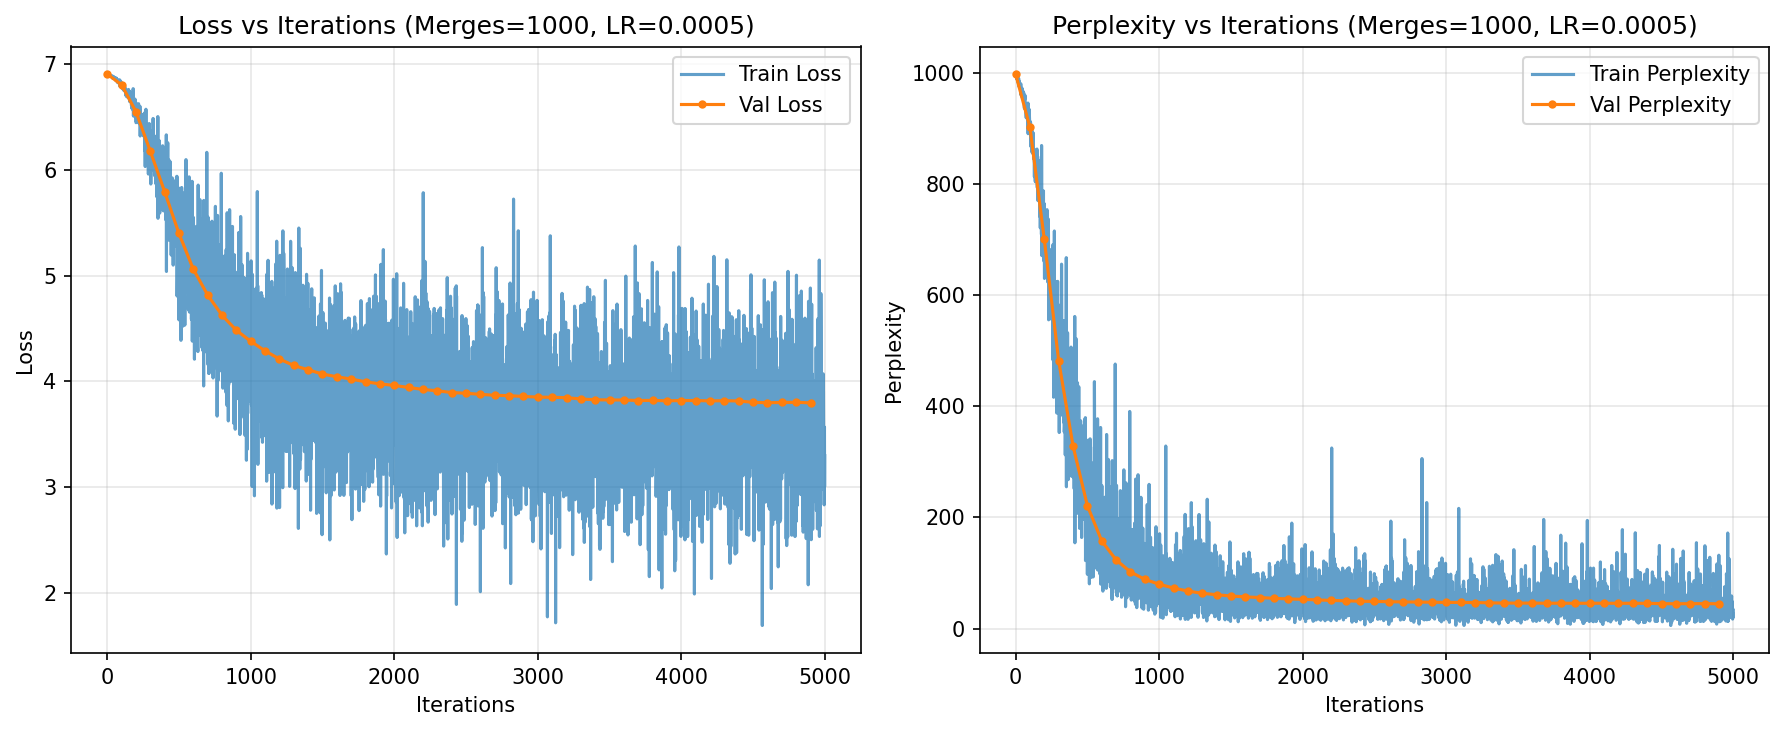 Loss vs Iterations (Merges=1000, LR=0.0005)
7
6
5
4
3
2
Loss
Train Loss
Val Loss
0 1000 2000 3000 4000 5000
Iterations
Perplexity vs Iterations (Merges=1000, LR=0.0005)
1000
800
600
400
200
0
Perplexity
Train Perplexity
Val Perplexity
0 1000 2000 3000 4000 5000
Iterations